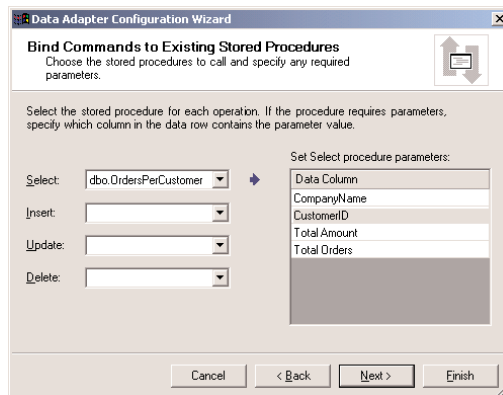 Data Adapter Configuration Wizard
Bind Commands to Existing Stored Procedures
Choose the stored procedures to call and specify any required
parameters.
Select the stored procedure for each operation. If the procedure requires parameters,
specify which column in the data row contains the parameter value.
Set Select procedure parameters:
Select: dbo.OrdersPerCustomer
Data Column
CompanyName
Insert:
CustomerID
Total Amount
Update:
Total Orders
Delete:
Cancel < Back Next > Finish